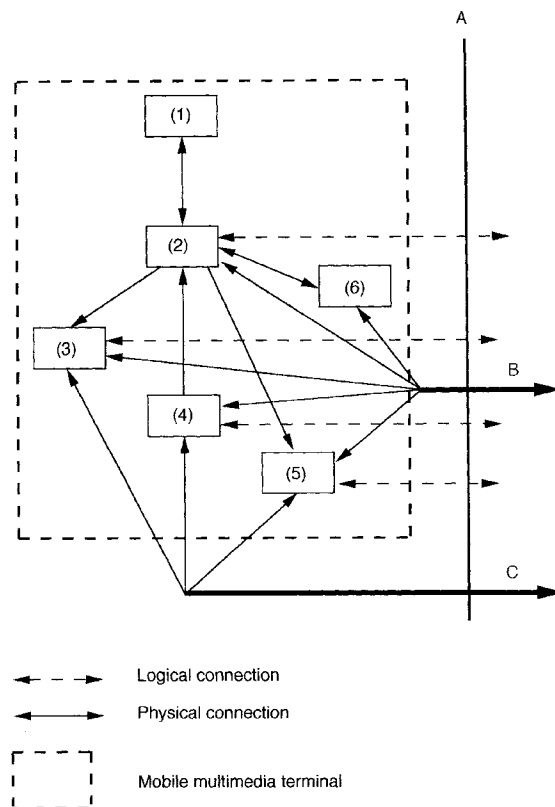 A
(1)
(2)
(6)
(3)
B
(4)
(5)
C
Logical connection
Physical connection
Mobile multimedia terminal